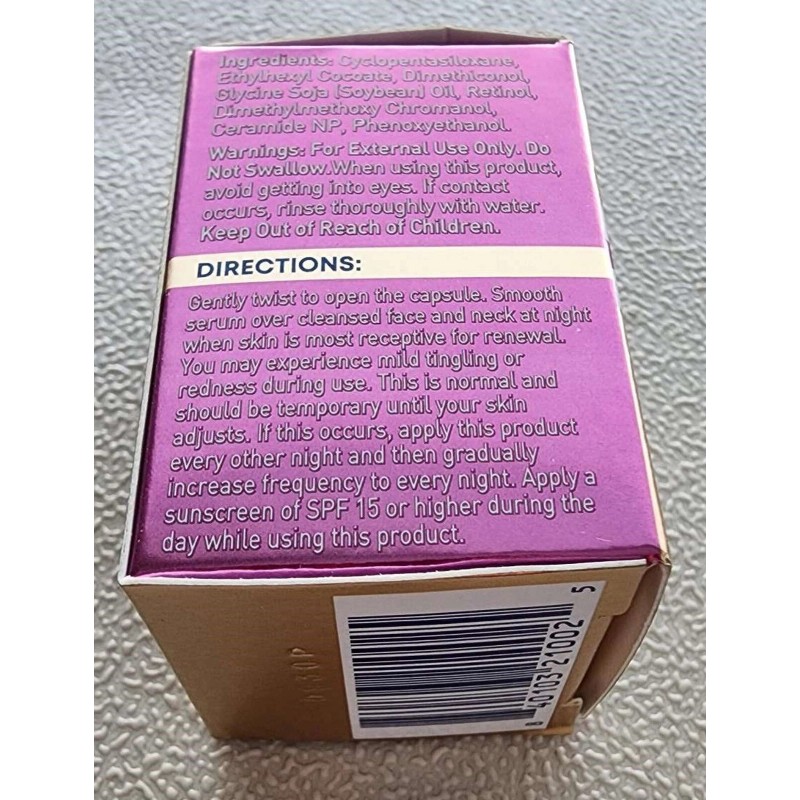 Ingredients: Cyclopentasiloxane,
Ethylhexyl Cocoate, Dimethiconol,
Glycine Soja (Soybean) Oil, Retinol,
Dimethylmethoxy Chromanol,
Ceramide NP, Phenoxyethanol.
Warnings: For External Use Only. Do
Not Swallow.When using this product,
avoid getting into eyes. If contact
occurs, rinse thoroughly with water.
Keep Out of Reach of Children.
DIRECTIONS:
Gently twist to open the capsule. Smooth
serum over cleansed face and neck at night
when skin is most receptive for renewal.
You may experience mild tingling or
redness during use. This is normal and
should be temporary until your skin
adjusts. If this occurs, apply this product
every other night and then gradually
increase frequency to every night. Apply a
sunscreen of SPF 15 or higher during the
day while using this product.
8 40103 21002 5